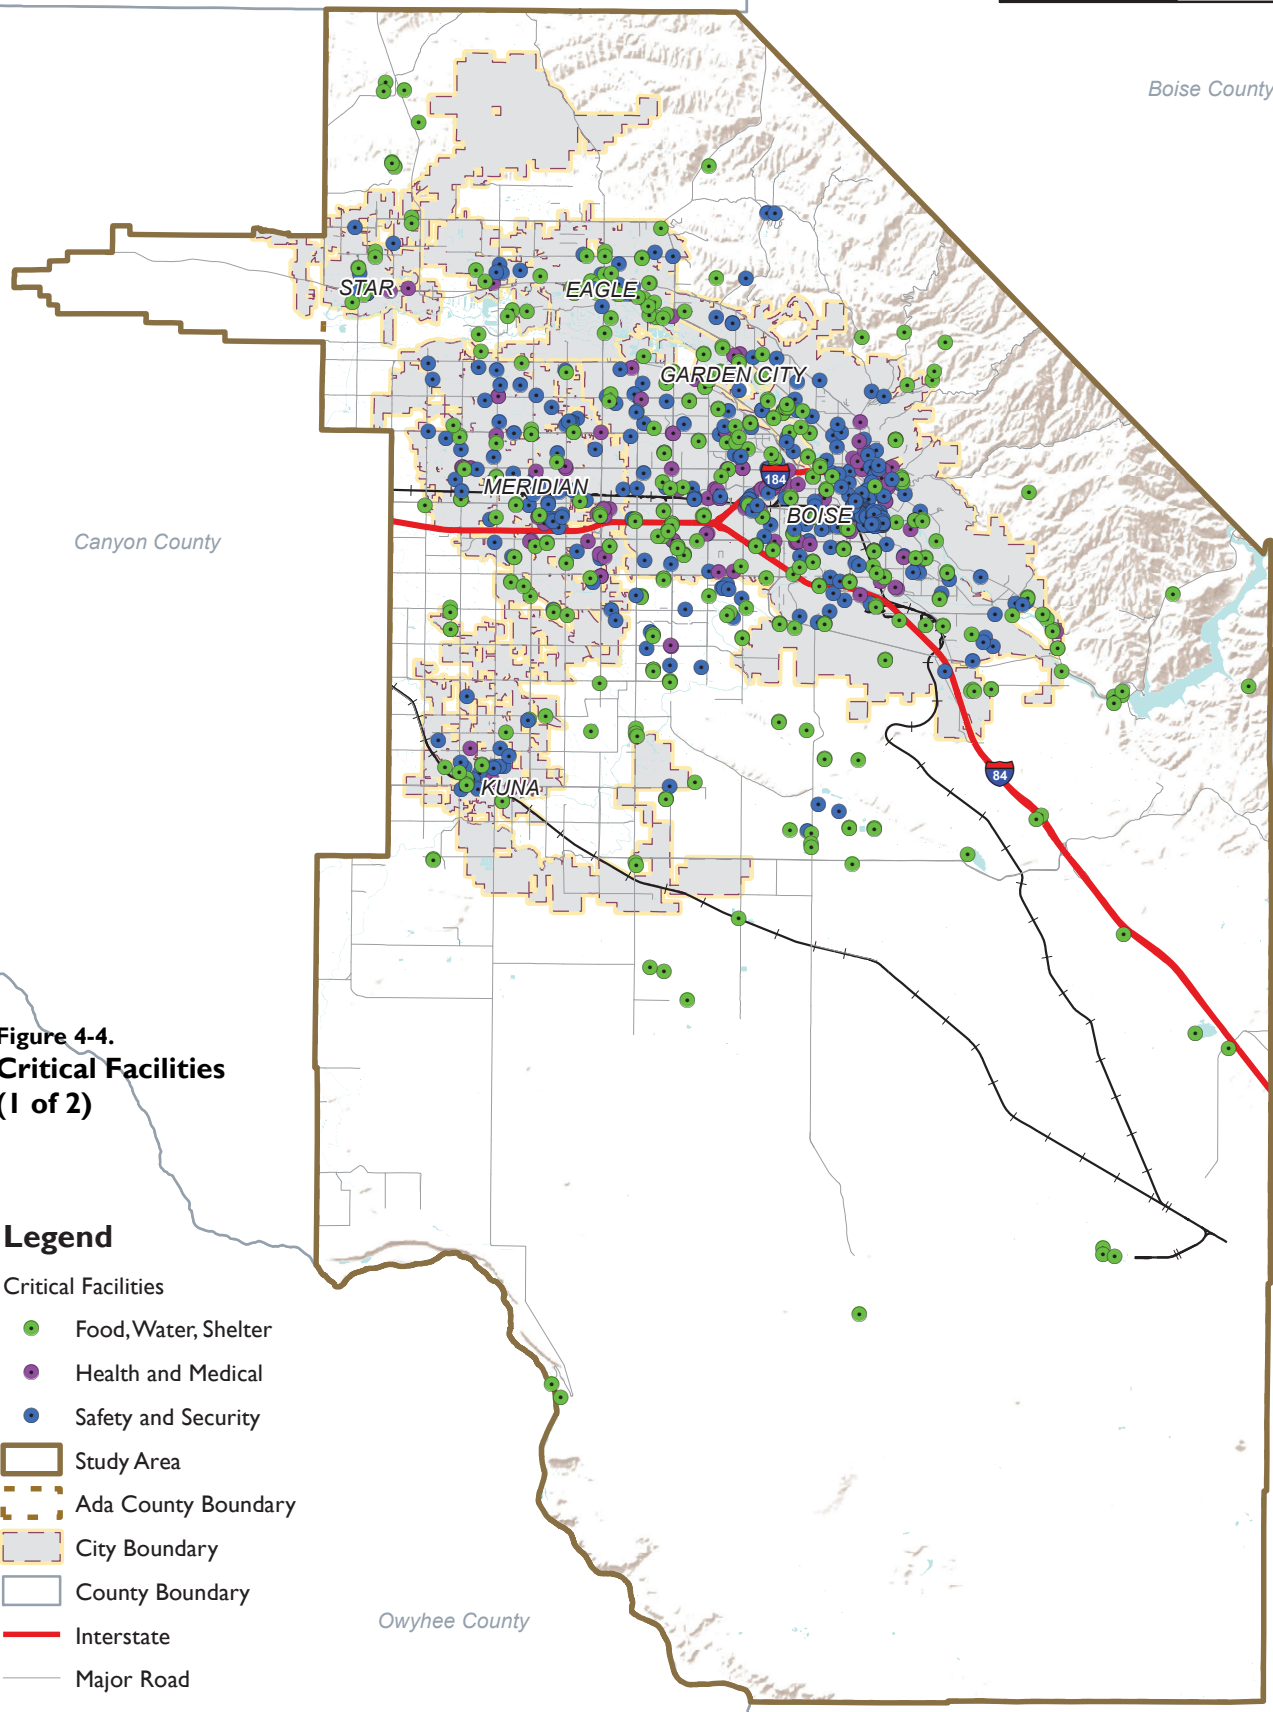 Boise County
STAR
EAGLE
GARDEN CITY
184
MERIDIAN
BOISE
Canyon County
84
KUNA
Figure 4-4.
Critical Facilities
(1 of 2)
Legend
Critical Facilities
Food, Water, Shelter
Health and Medical
Safety and Security
Study Area
Ada County Boundary
City Boundary
County Boundary
Interstate
Major Road
Owyhee County